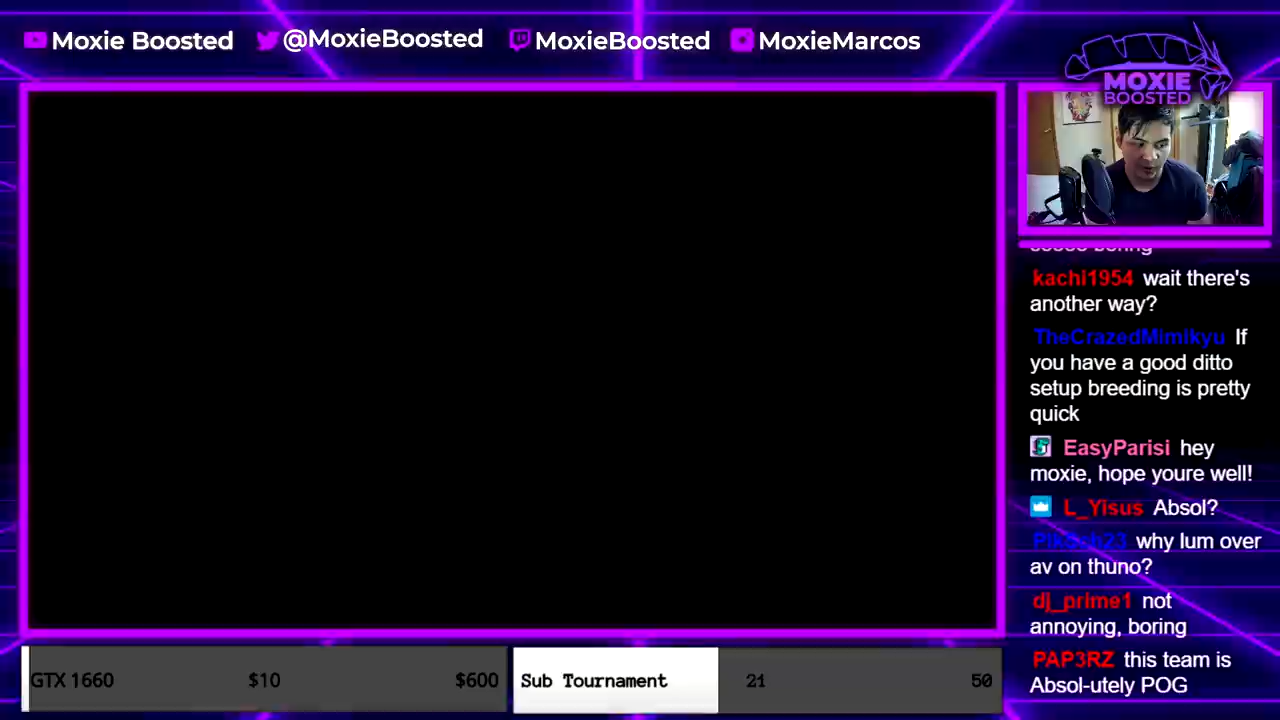 Moxie Boosted @MoxieBoosted MoxieBoosted MoxieMarcos
MOXIE
BOOSTED
kachi1954 wait there's
another way?
TheCrazedMimikyu If
you have a good ditto
setup breeding is pretty
quick
EasyParisi hey
moxie, hope youre well!
L_Yisus Absol?
why lum over
av on thuno?
dj_prime1 not
annoying, boring
PAP3RZ this team is
Absol-utely POG
GTX 1660 $10 $600 Sub Tournament 21 50